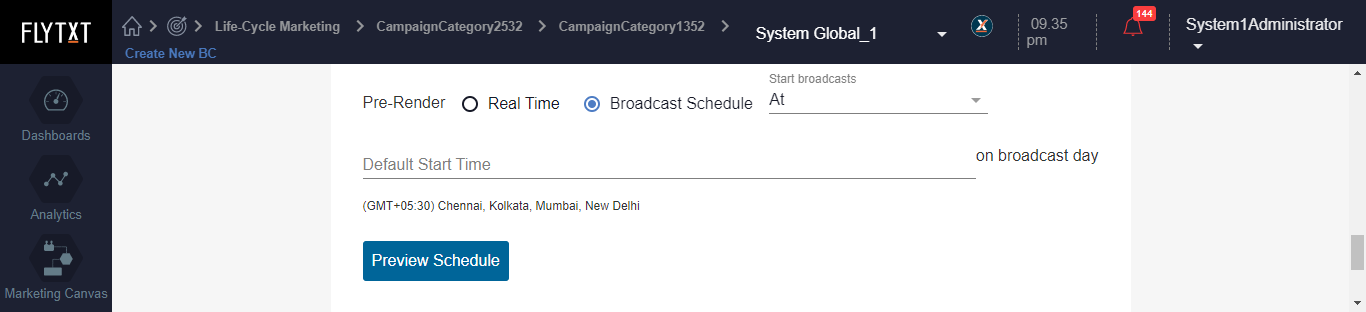 FLYTXT
Life-Cycle Marketing
CampaignCategory2532
CampaignCategory1352
Create New BC
System Global_1
09.35
pm
144
System1Administrator
Dashboards
Analytics
Marketing Canvas
Pre-Render
Real Time
Broadcast Schedule
Start broadcasts
At
Default Start Time
on broadcast day
(GMT+05:30) Chennai, Kolkata, Mumbai, New Delhi
Preview Schedule